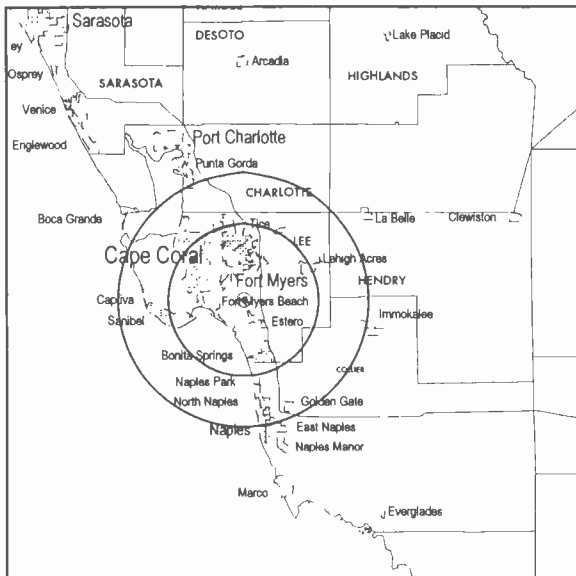 Sarasota
DESOTO
Lake Placid
ey
Arcadia
Osprey
SARASOTA
HIGHLANDS
Venice
Port Charlotte
Englewood
Punta Gorda
CHARLOTTE
Boca Grande
Tice
La Belle
Clewiston
LEE
Cape Coral
Lehigh Acres
Fort Myers
HENDRY
Captiva
Fort Myers Beach
Sanibel
Estero
Immokalee
Bonita Springs
COLLIER
Naples Park
North Naples
Golden Gate
Naples
East Naples
Naples Manor
Marco
Everglades